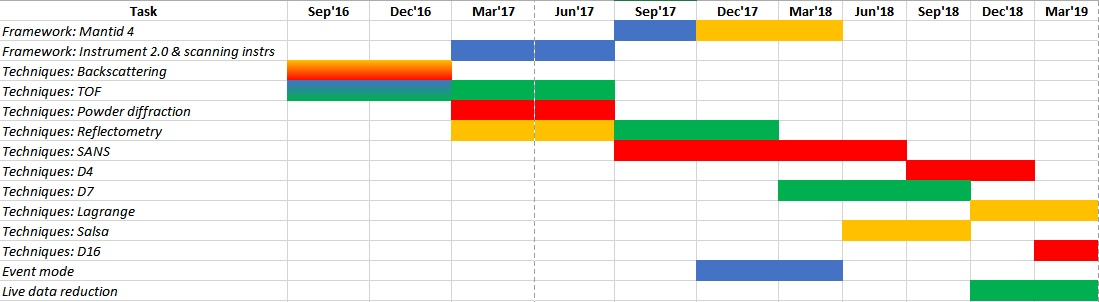 Task Sep'16 Dec'16 Mar'17 Jun'17 Sep'17 Dec'17 Mar'18 Jun'18 Sep'18 Dec'18 Mar'19
Framework: Mantid 4
Framework: Instrument 2.0 & scanning instrs
Techniques: Backscattering
Techniques: TOF
Techniques: Powder diffraction
Techniques: Reflectometry
Techniques: SANS
Techniques: D4
Techniques: D7
Techniques: Lagrange
Techniques: Salsa
Techniques: D16
Event mode
Live data reduction